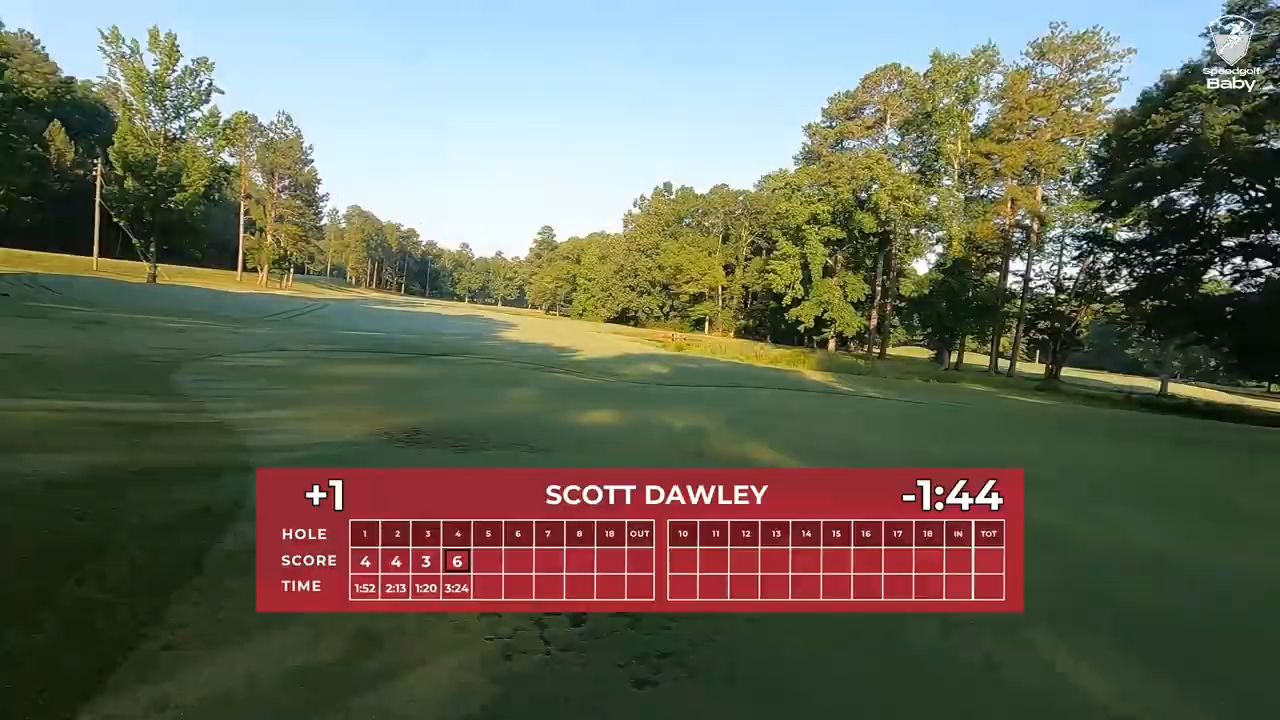 Speedgolf
Baby
+1 SCOTT DAWLEY -1:44
HOLE 1 2 3 4 5 6 7 8 18 OUT 10 11 12 13 14 15 16 17 18 IN TOT
SCORE 4 4 3 6
TIME 1:52 2:13 1:20 3:24